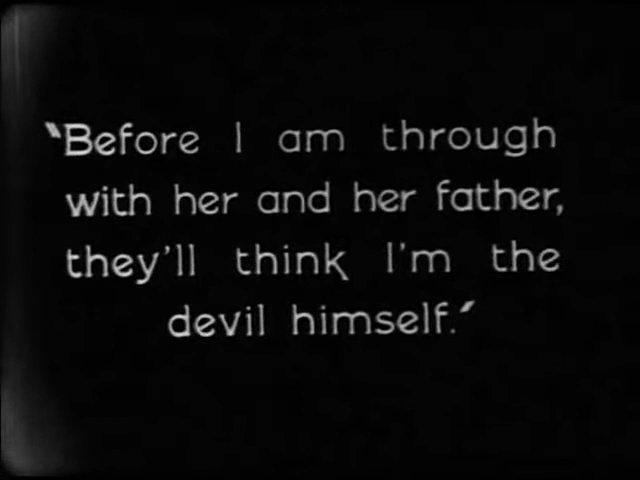 "Before I am through
with her and her father,
they'll think I'm the
devil himself."